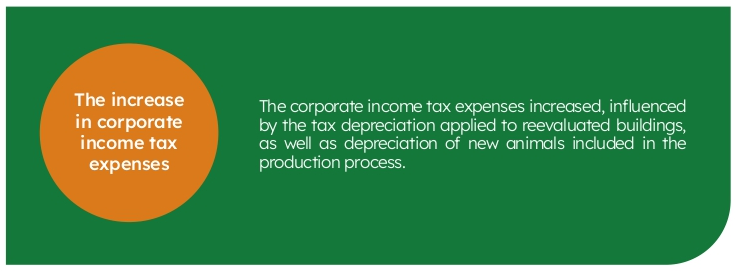 The increase
in corporate
income tax
expenses
The corporate income tax expenses increased, influenced
by the tax depreciation applied to reevaluated buildings,
as well as depreciation of new animals included in the
production process.